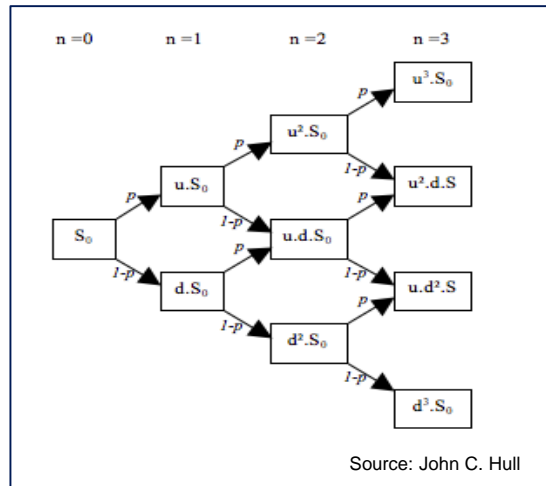 n =0 n =1 n =2 n =3
u³.S₀
p
u².S₀
p 1-p
u.S₀ u².d.S
p 1-p p
S₀ u.d.S₀
1-p p 1-p
d.S₀ u.d².S
1-p p
d².S₀
1-p
d³.S₀
Source: John C. Hull